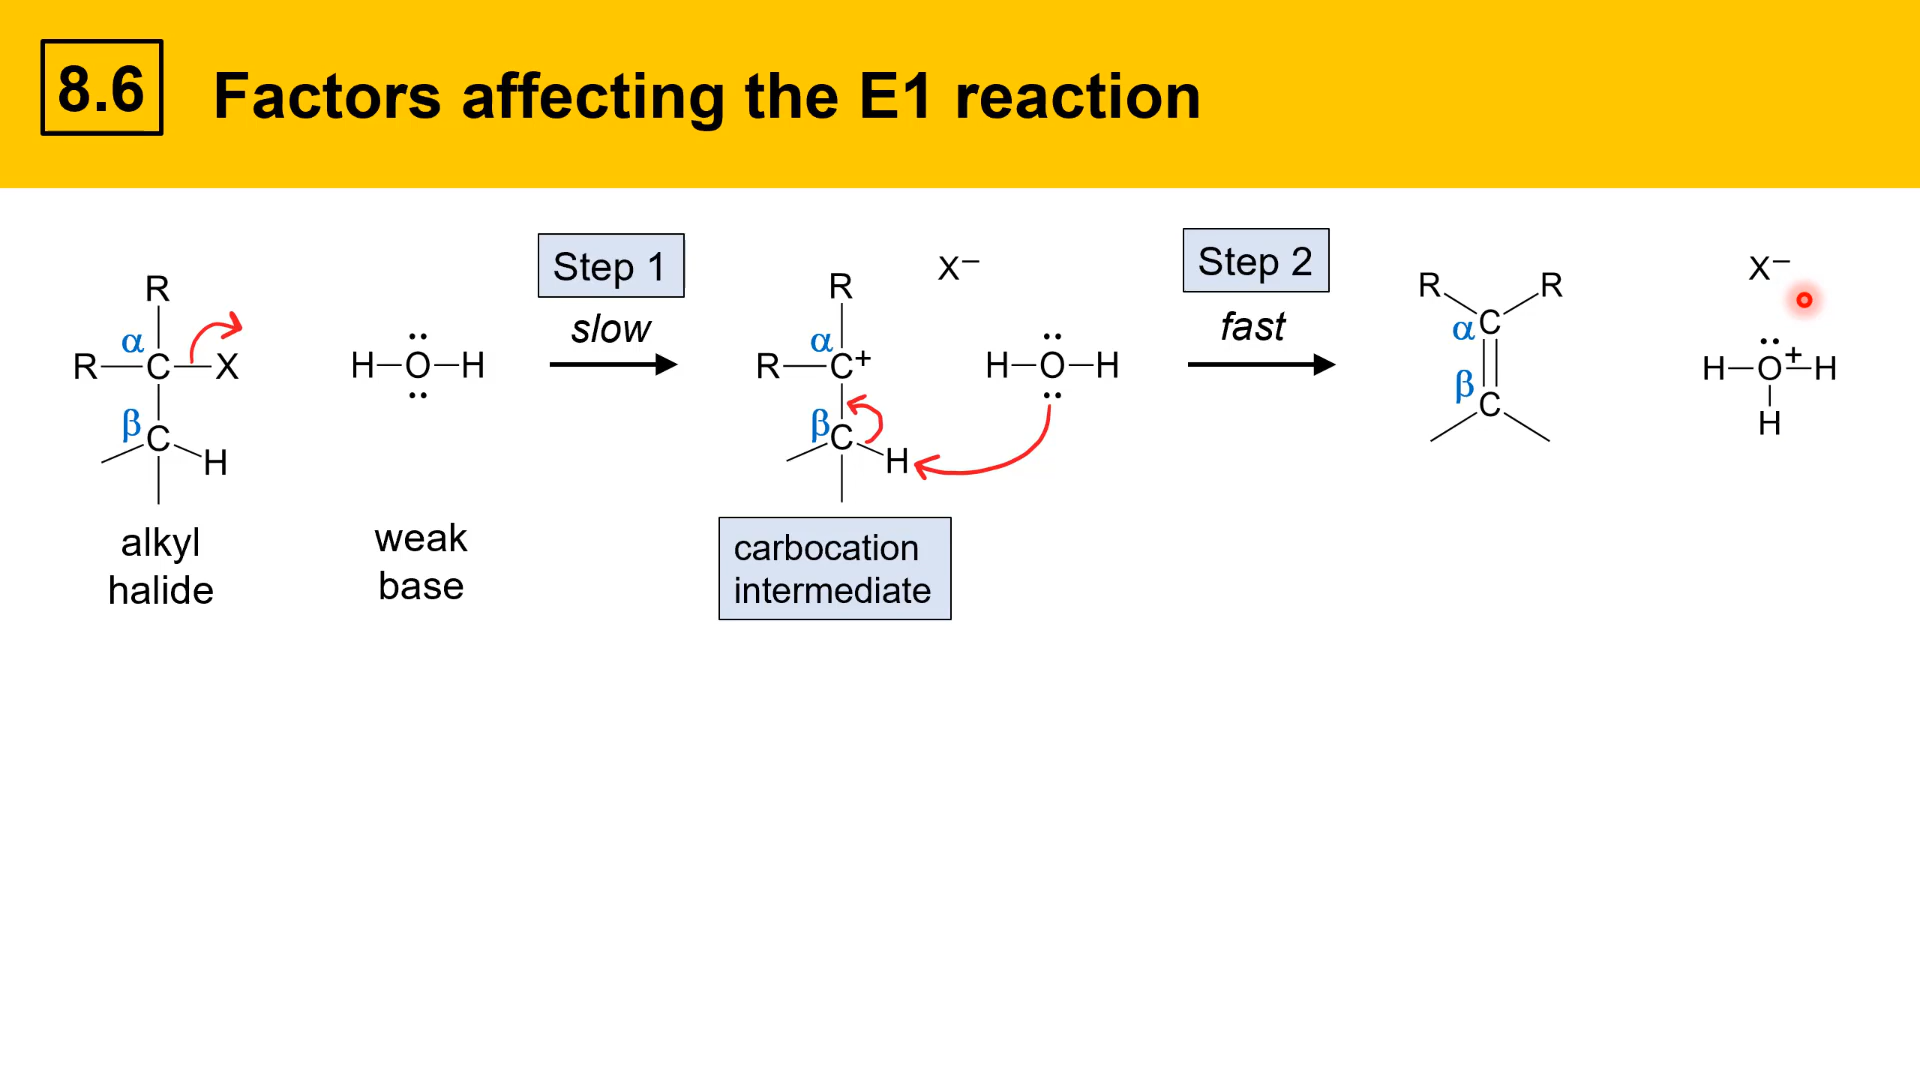 8.6
Factors affecting the E1 reaction
Step 1
slow
Step 2
fast
R
R—C—X
α
β
C
H
H—O—H
alkyl
halide
weak
base
R
R—C+
α
β
C
H
X–
H—O—H
carbocation
intermediate
R R
α C
β C
X–
H—O+—H
H